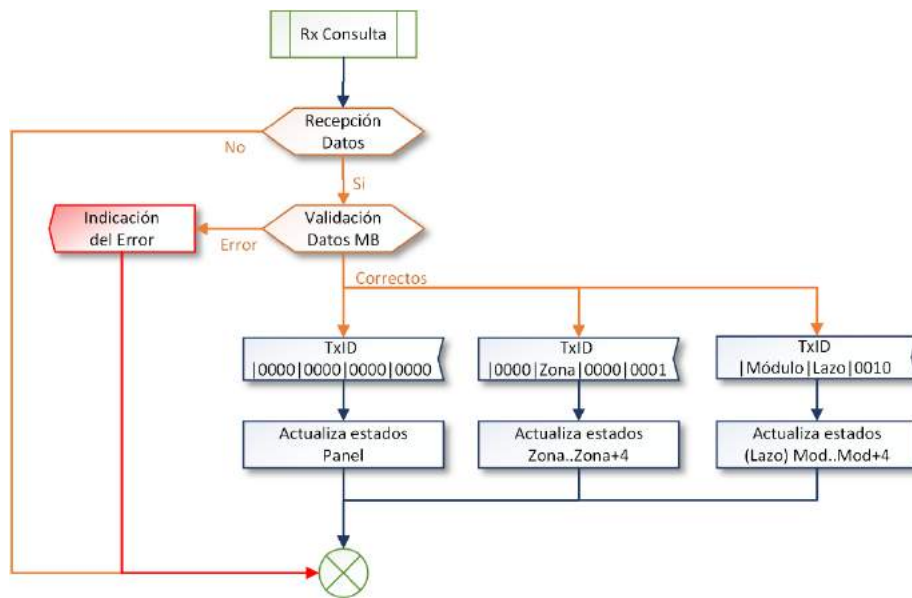 Rx Consulta
Recepción
Datos
No
Si
Indicación
del Error
Error
Validación
Datos MB
Correctos
TxID
|0000|0000|0000|0000
TxID
|0000|Zona|0000|0001
TxID
|Módulo|Lazo|0010
Actualiza estados
Panel
Actualiza estados
Zona..Zona+4
Actualiza estados
(Lazo) Mod..Mod+4